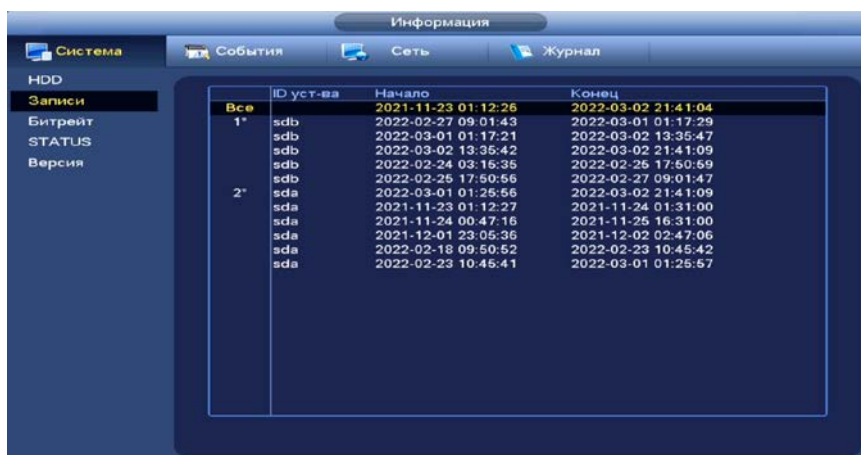 Информация
Система События Сеть Журнал
HDD
Записи
Битрейт
STATUS
Версия
ID уст-ва Начало Конец
Все 2021-11-23 01:12:26 2022-03-02 21:41:04
1* sdb 2022-02-27 09:01:43 2022-03-01 01:17:29
sdb 2022-03-01 01:17:21 2022-03-02 13:35:47
sdb 2022-03-02 13:35:42 2022-03-02 21:41:09
sdb 2022-02-24 03:15:35 2022-02-25 17:50:59
sdb 2022-02-25 17:50:56 2022-02-27 09:01:47
2* sda 2022-03-01 01:25:56 2022-03-02 21:41:09
sda 2021-11-23 01:12:27 2021-11-24 01:31:00
sda 2021-11-24 00:47:16 2021-11-25 16:31:00
sda 2021-12-01 23:05:36 2021-12-02 02:47:06
sda 2022-02-18 09:50:52 2022-02-23 10:45:42
sda 2022-02-23 10:45:41 2022-03-01 01:25:57